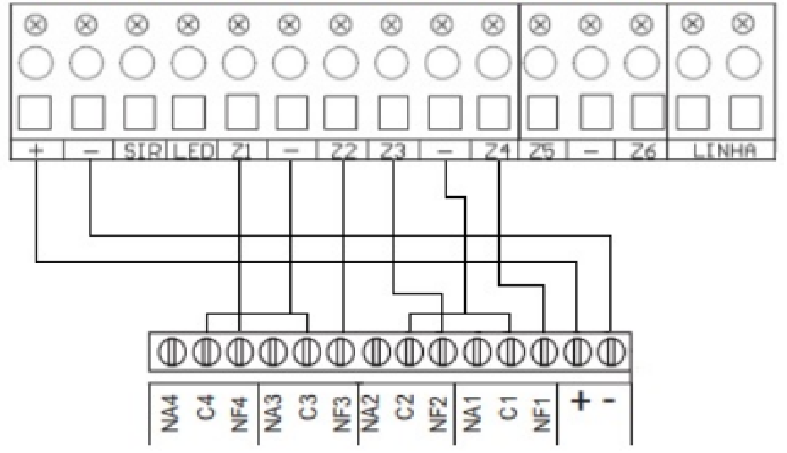 + − SIR LED Z1 − Z2 Z3 − Z4 Z5 − Z6 LINHA
NA4 C4 NF4 NA3 C3 NF3 NA2 C2 NF2 NA1 C1 NF1 + -